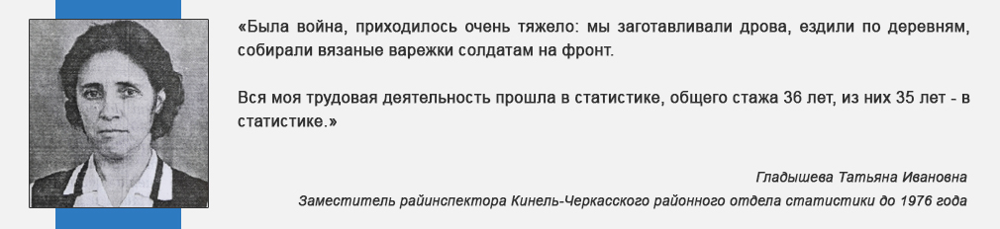 «Была война, приходилось очень тяжело: мы заготавливали дрова, ездили по деревням,
собирали вязаные варежки солдатам на фронт.
Вся моя трудовая деятельность прошла в статистике, общего стажа 36 лет, из них 35 лет - в
статистике.»
Гладышева Татьяна Ивановна
Заместитель райинспектора Кинель-Черкасского районного отдела статистики до 1976 года